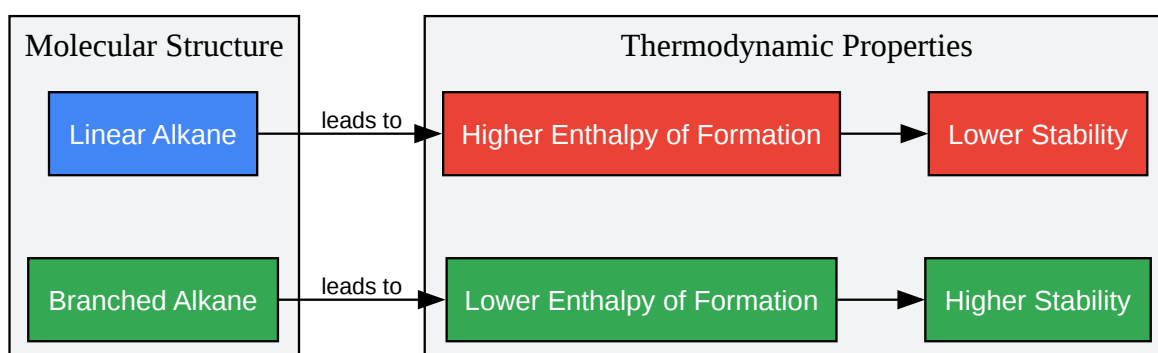 Molecular Structure
Thermodynamic Properties
Linear Alkane
leads to
Higher Enthalpy of Formation
Lower Stability
Branched Alkane
leads to
Lower Enthalpy of Formation
Higher Stability